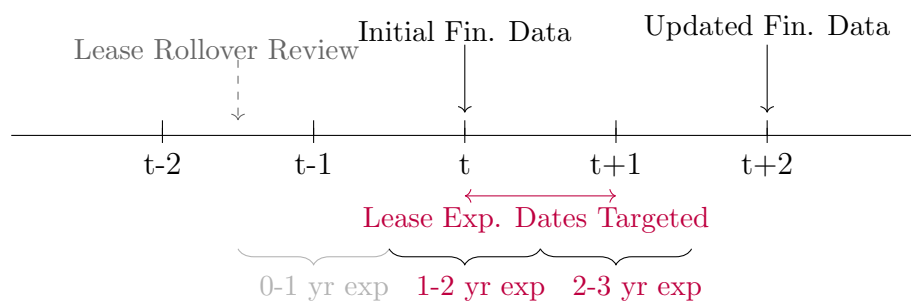 Lease Rollover Review
Initial Fin. Data
Updated Fin. Data
t-2 t-1 t t+1 t+2
Lease Exp. Dates Targeted
0-1 yr exp 1-2 yr exp 2-3 yr exp